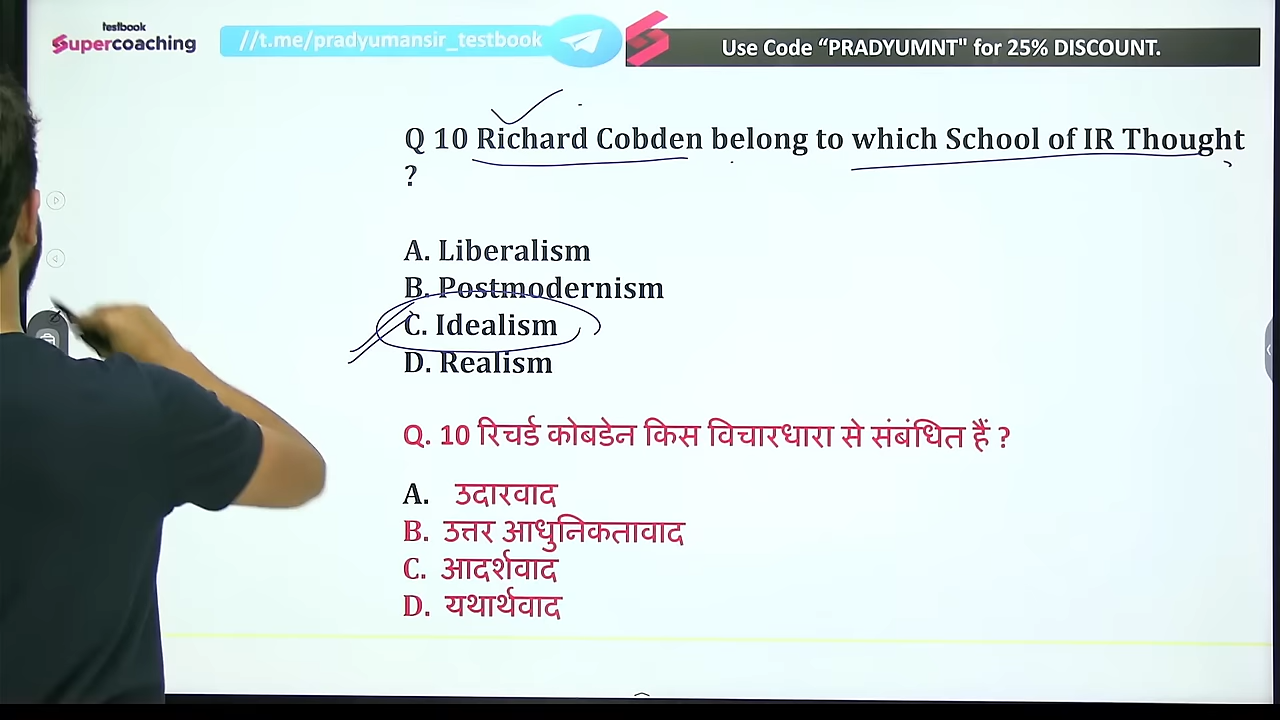 testbook
Supercoaching
//t.me/pradyumansir_testbook
Use Code “PRADYUMNT" for 25% DISCOUNT.
Q 10 Richard Cobden belong to which School of IR Thought
?
A. Liberalism
B. Postmodernism
C. Idealism
D. Realism
Q. 10 रिचर्ड कोबडेन किस विचारधारा से संबंधित हैं ?
A. उदारवाद
B. उत्तर आधुनिकतावाद
C. आदर्शवाद
D. यथार्थवाद